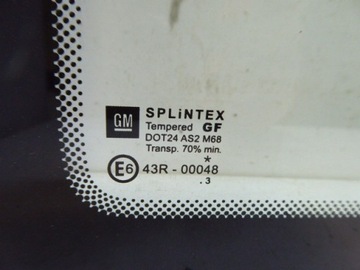 GM
SPLiNTEX
Tempered GF
DOT24 AS2 M68
Transp. 70% min.
*
E6 43R - 00048
.3